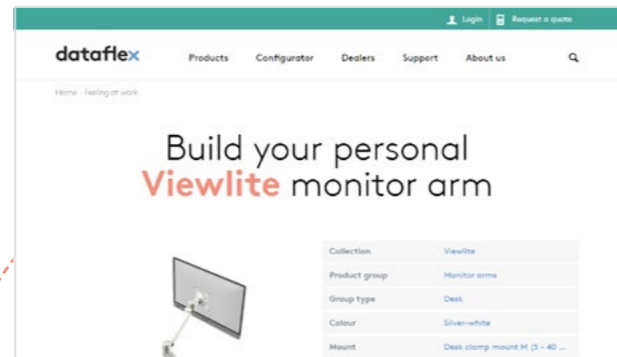 Login Request a quote
dataflex Products Configurator Dealers Support About us
Home - Feeling at work
Build your personal
Viewlite monitor arm
Collection Viewlite
Product group Monitor arms
Group type Desk
Colour Silver-white
Mount Desk clamp mount M (5 - 40 ...